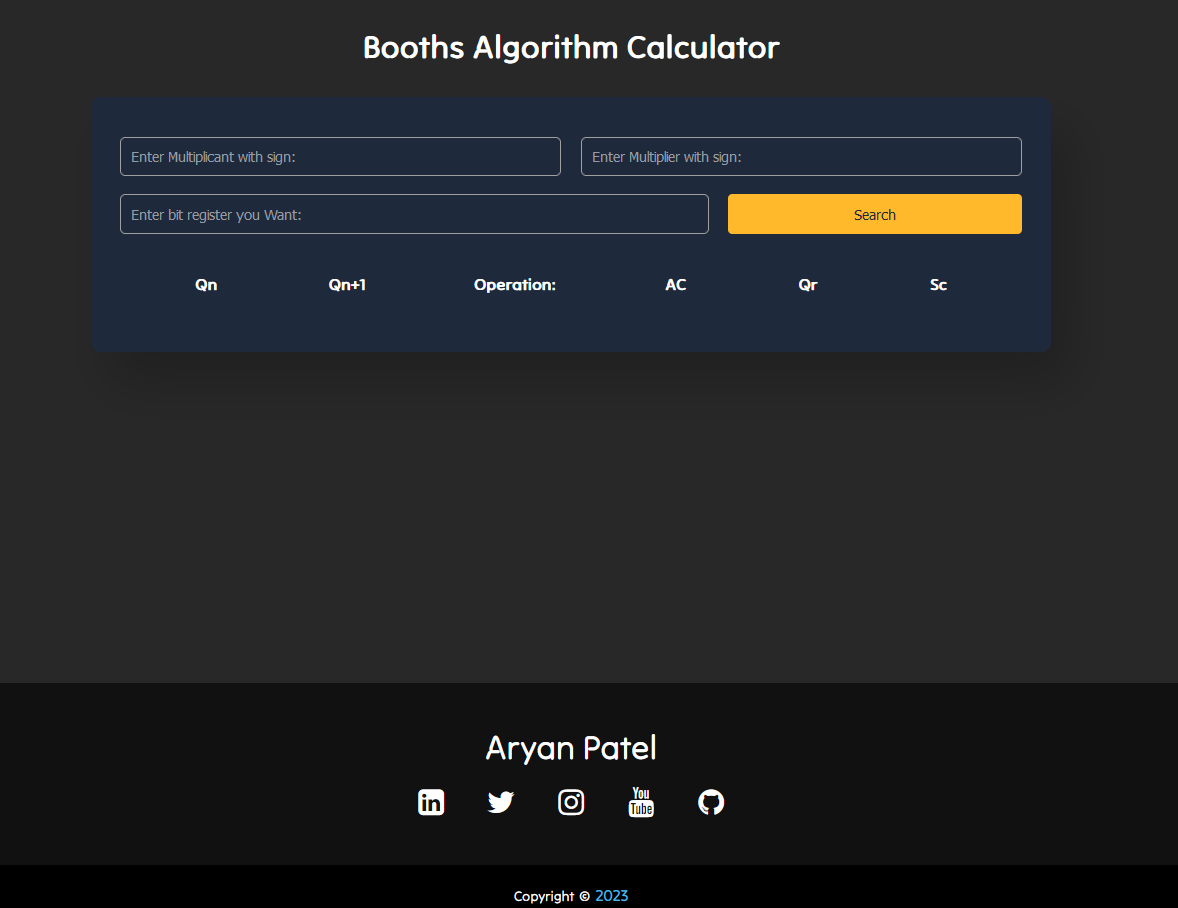 Booths Algorithm Calculator
Enter Multiplicant with sign:
Enter Multiplier with sign:
Enter bit register you Want:
Search
Qn Qn+1 Operation: AC Qr Sc
Aryan Patel
in You Tube
Copyright © 2023